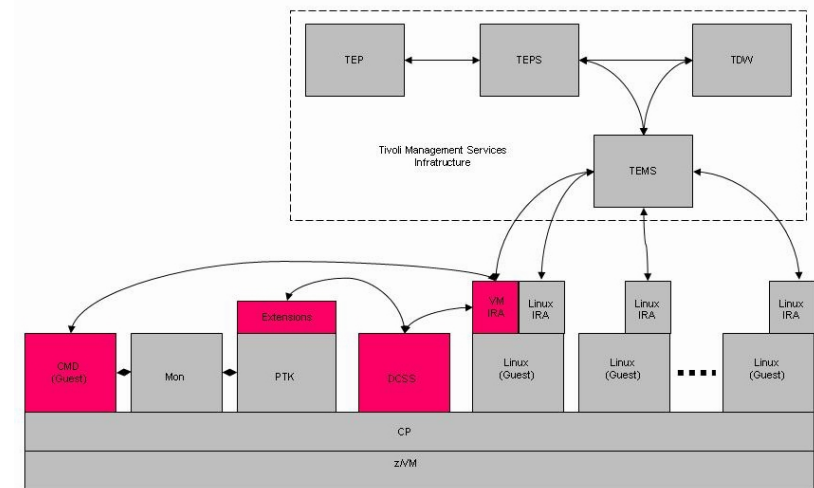 TEP
TEPS
TDW
Tivoli Management Services
Infratructure
TEMS
VM
IRA
Linux
IRA
Linux
IRA
Linux
IRA
Extensions
CMD
(Guest)
Mon
PTK
DCSS
Linux
(Guest)
Linux
(Guest)
Linux
(Guest)
CP
z/VM